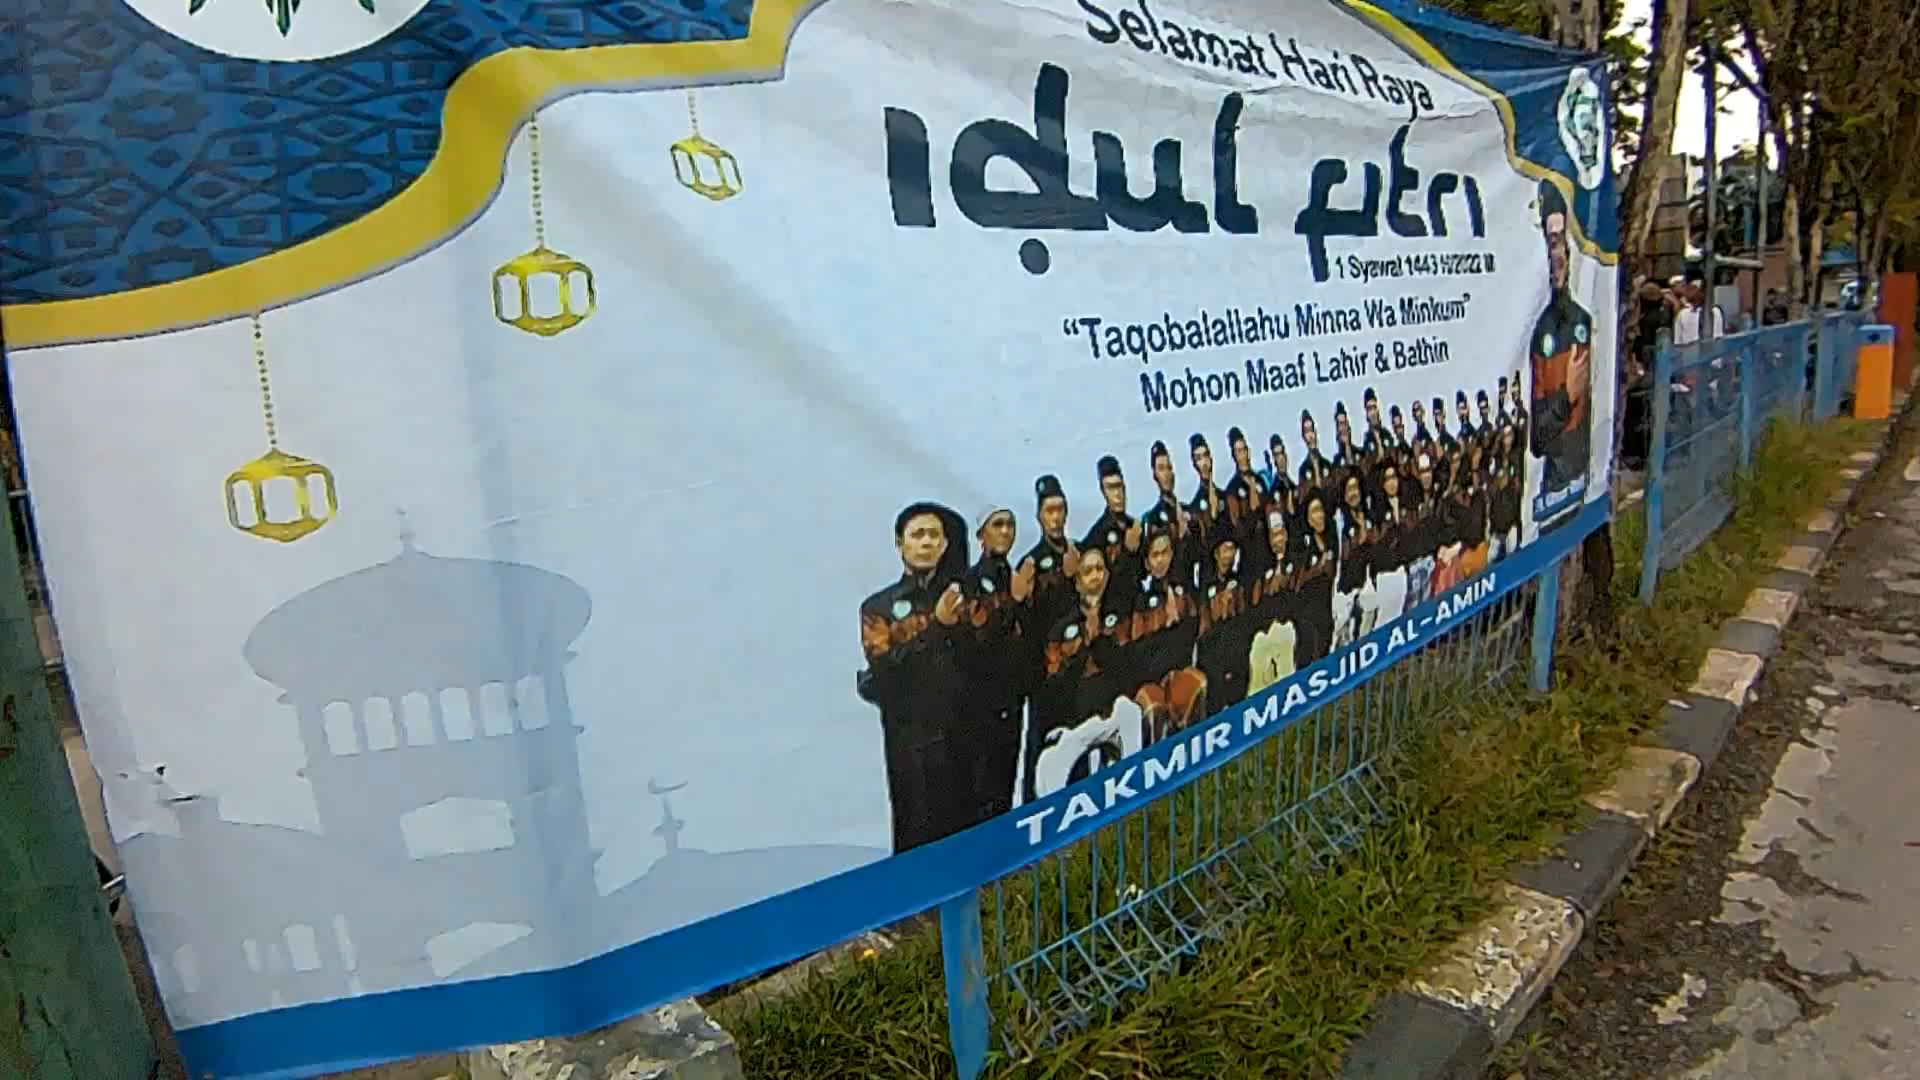 Selamat Hari Raya
idul fitri
1 Syawal 1443 H/2022 M
“Taqobalallahu Minna Wa Minkum”
Mohon Maaf Lahir & Bathin
TAKMIR MASJID AL-AMIN